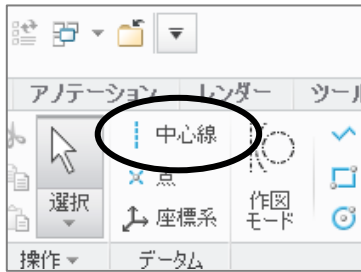 アノテーション レンダー ツール
中心線
点
選択
座標系
作図
モード
操作 データム